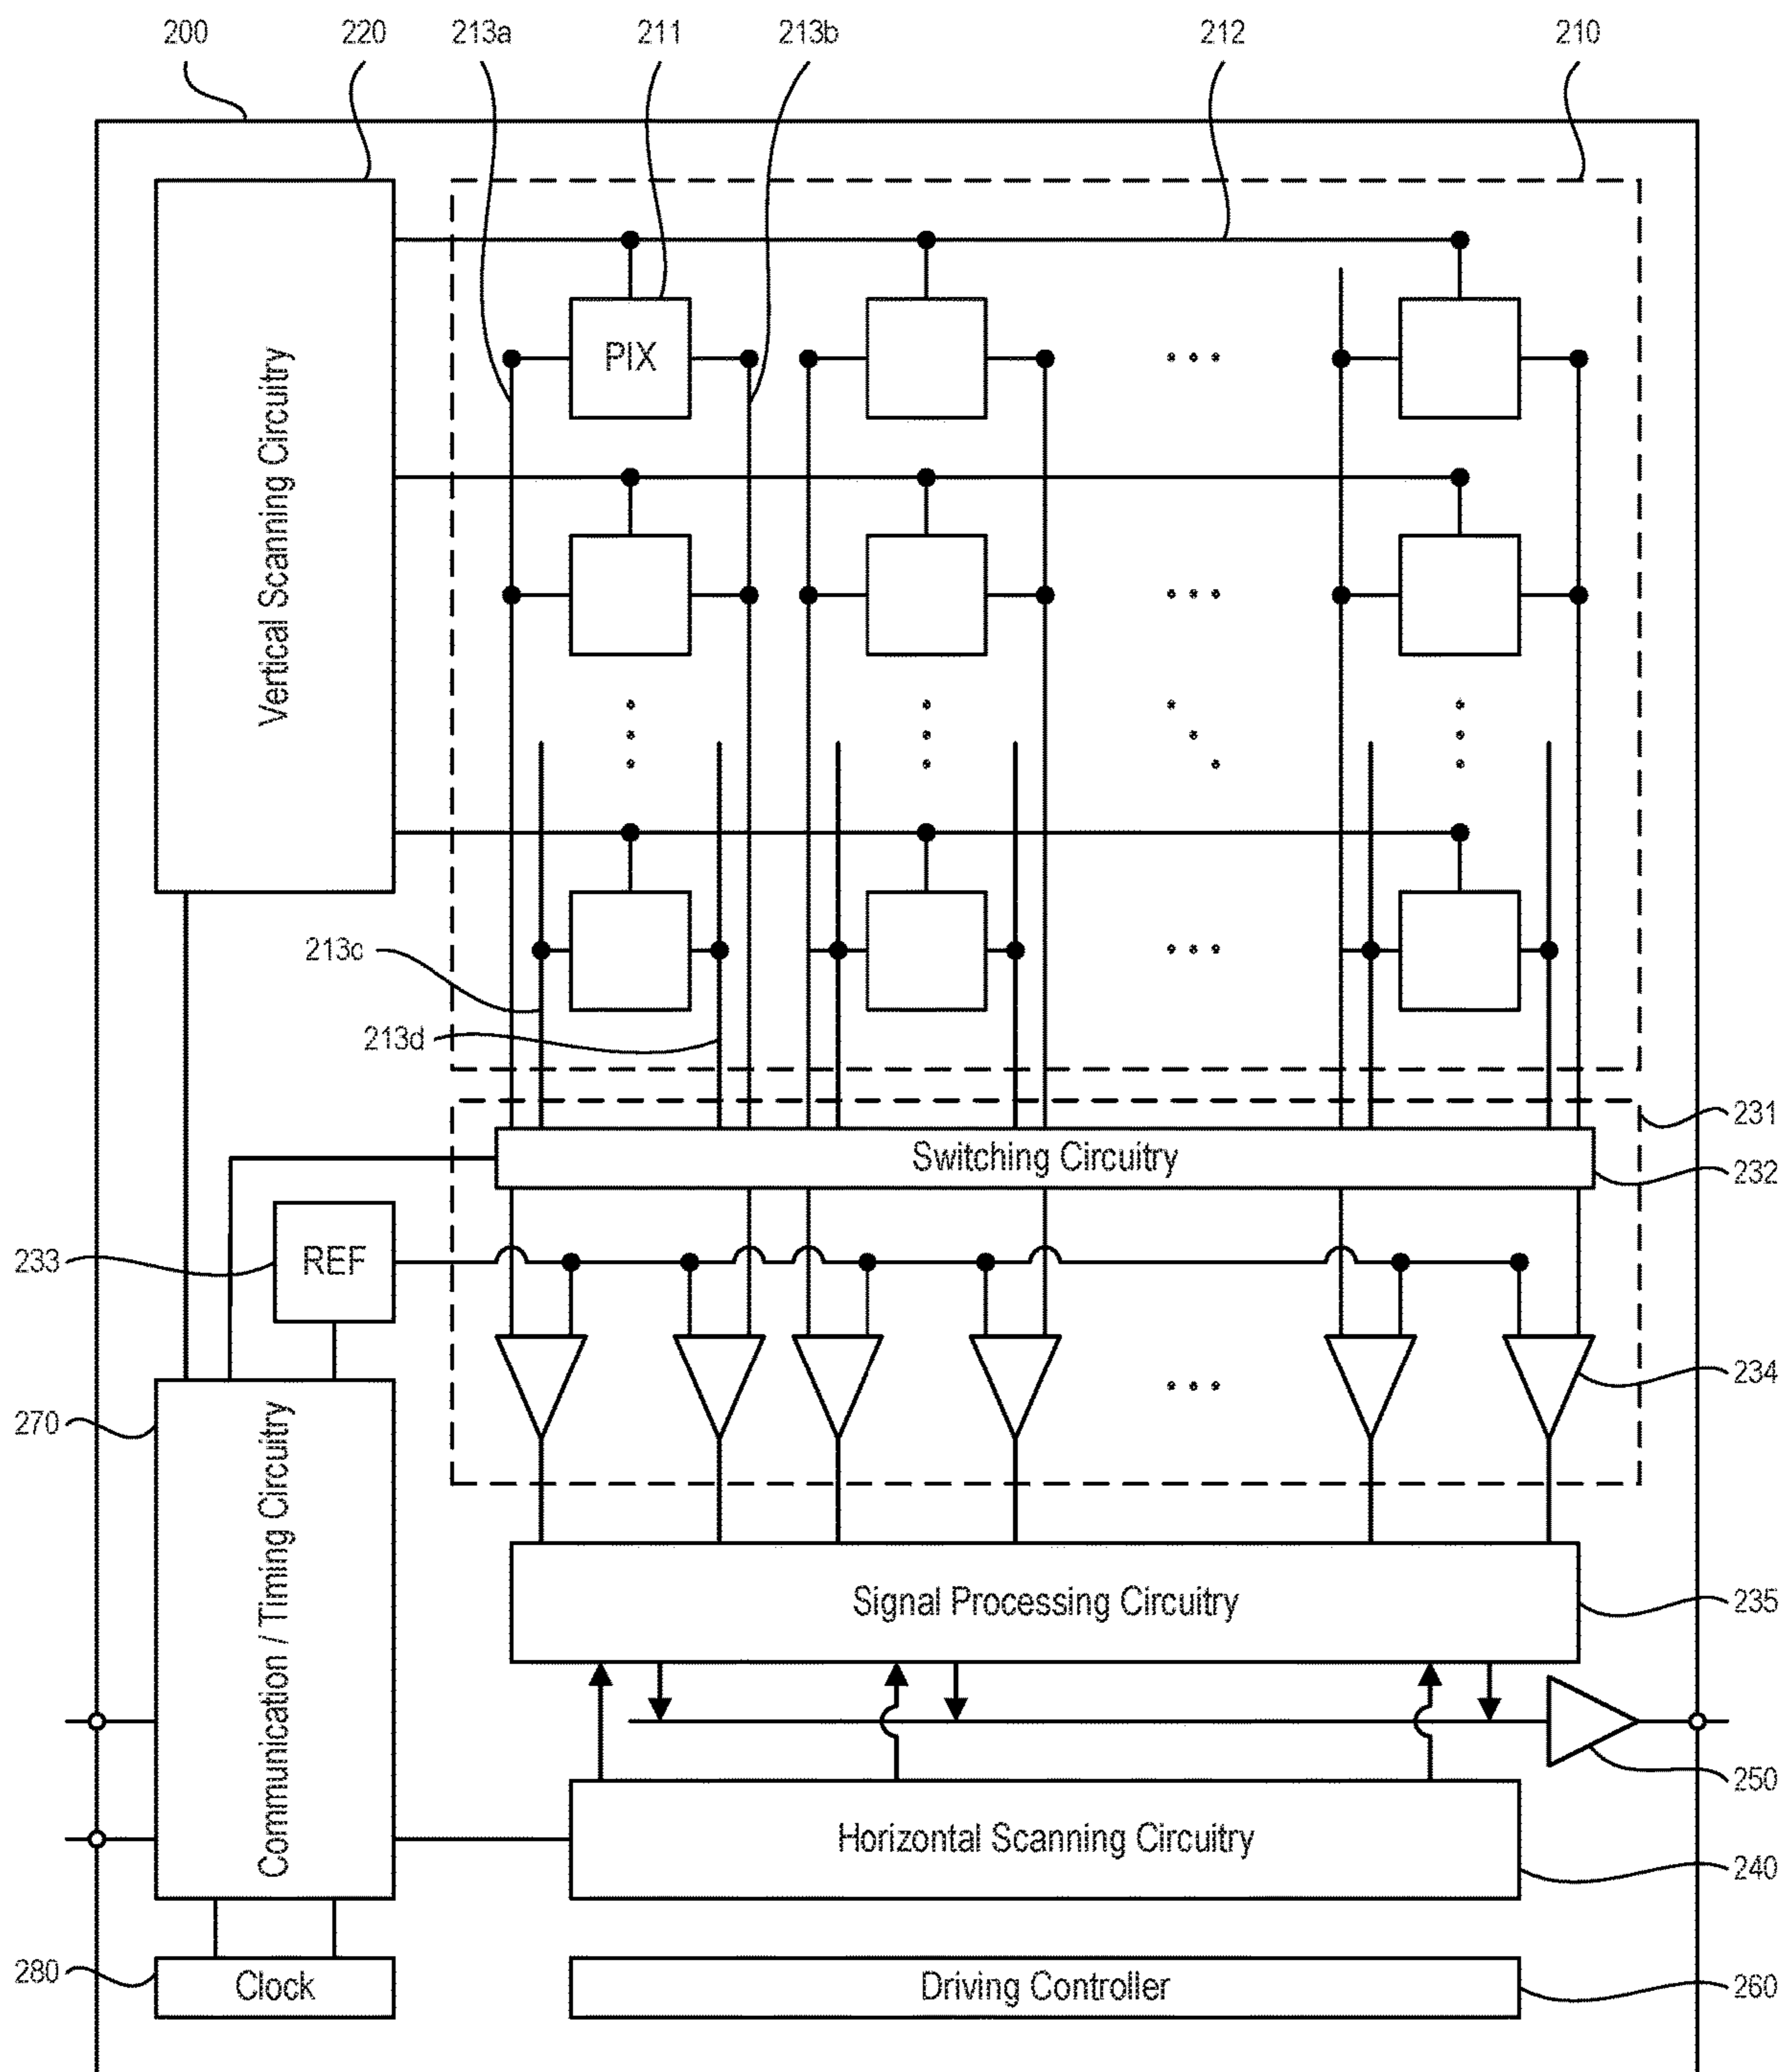 200 220 213a 211 213b 212 210
Vertical Scanning Circuitry
PIX
213c
213d
231
Switching Circuitry
232
233
REF
234
270
Communication / Timing Circuitry
Signal Processing Circuitry
235
250
Horizontal Scanning Circuitry
240
280
Clock
Driving Controller
260